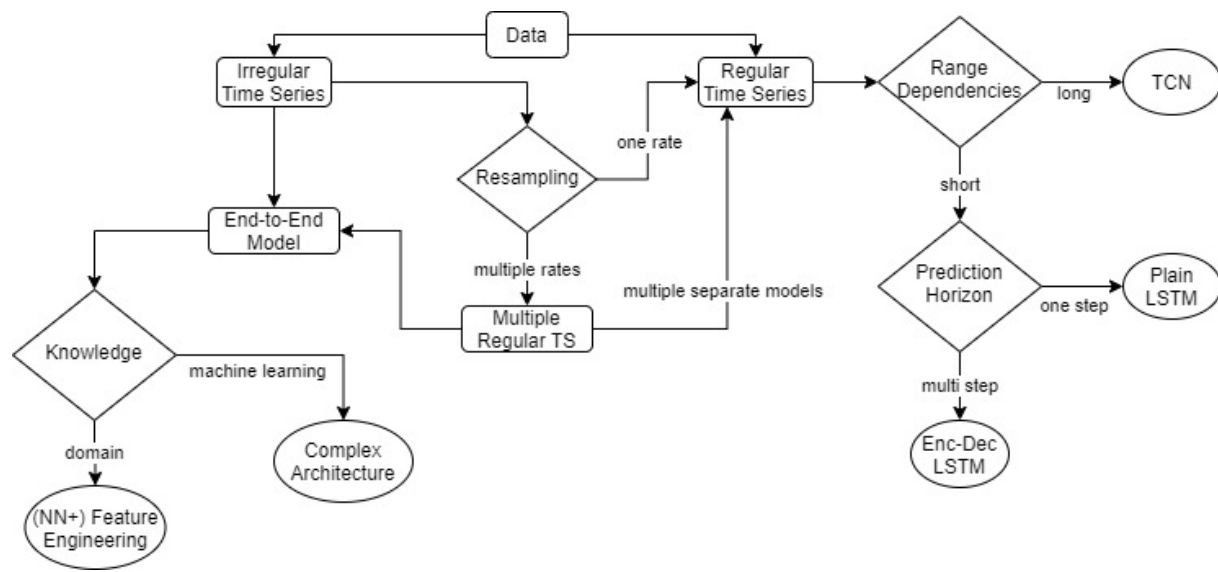 Data
Irregular
Time Series
Regular
Time Series
Range
Dependencies
long
TCN
one rate
Resampling
short
End-to-End
Model
multiple rates
multiple separate models
Prediction
Horizon
one step
Plain
LSTM
Multiple
Regular TS
Knowledge
machine learning
multi step
domain
Complex
Architecture
Enc-Dec
LSTM
(NN+) Feature
Engineering